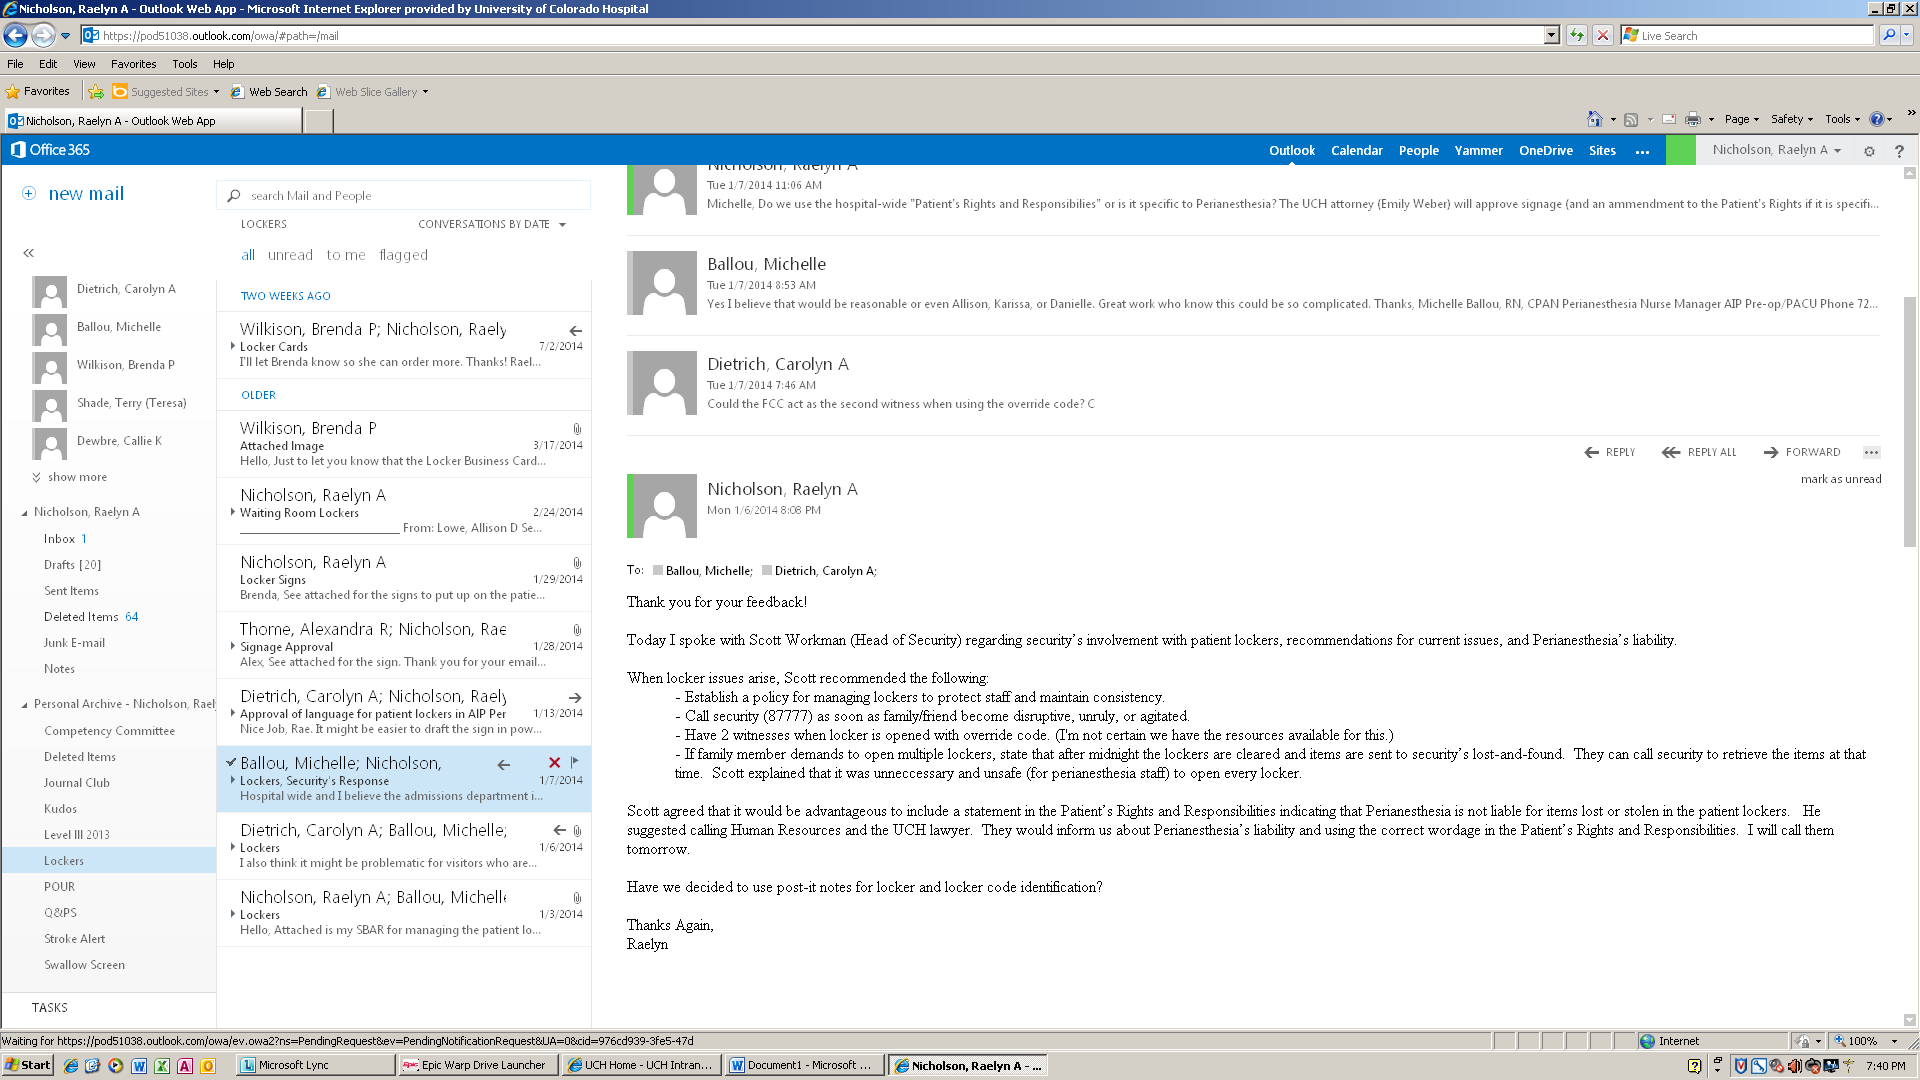 Nicholson, Raelyn A - Outlook Web App - Microsoft Internet Explorer provided by University of Colorado Hospital
https://pod51038.outlook.com/owa/#path=/mail
Live Search
File Edit View Favorites Tools Help
Favorites Suggested Sites Web Search Web Slice Gallery
Nicholson, Raelyn A - Outlook Web App
Page Safety Tools
Office 365
Outlook Calendar People Yammer OneDrive Sites ... Nicholson, Raelyn A ?
new mail
Dietrich, Carolyn A
Ballou, Michelle
Wilkison, Brenda P
Shade, Terry (Teresa)
Dewbre, Callie K
show more
Nicholson, Raelyn A
Inbox 1
Drafts [20]
Sent Items
Deleted Items 64
Junk E-mail
Notes
Personal Archive - Nicholson, Rael
Competency Committee
Deleted Items
Journal Club
Kudos
Level III 2013
Lockers
POUR
Q&PS
Stroke Alert
Swallow Screen
TASKS
search Mail and People
LOCKERS CONVERSATIONS BY DATE
all unread to me flagged
TWO WEEKS AGO
Wilkison, Brenda P; Nicholson, Raely
Locker Cards 7/2/2014
I'll let Brenda know so she can order more. Thanks! Rael...
OLDER
Wilkison, Brenda P
Attached Image 3/17/2014
Hello, Just to let you know that the Locker Business Card...
Nicholson, Raelyn A
Waiting Room Lockers 2/24/2014
________________________ From: Lowe, Allison D Se...
Nicholson, Raelyn A
Locker Signs 1/29/2014
Brenda, See attached for the signs to put up on the patie...
Thome, Alexandra R; Nicholson, Rae
Signage Approval 1/28/2014
Alex, See attached for the sign. Thank you for your email...
Dietrich, Carolyn A; Nicholson, Raely
Approval of language for patient lockers in AIP Per 1/13/2014
Nice Job, Rae. It might be easier to draft the sign in pow...
Ballou, Michelle; Nicholson,
Lockers, Security's Response 1/7/2014
Hospital wide and I believe the admissions department i...
Dietrich, Carolyn A; Ballou, Michelle;
Lockers 1/6/2014
I also think it might be problematic for visitors who are...
Nicholson, Raelyn A; Ballou, Michelle
Lockers 1/3/2014
Hello, Attached is my SBAR for managing the patient lo...
Nicholson, Raelyn A
Tue 1/7/2014 11:06 AM
Michelle, Do we use the hospital-wide "Patient's Rights and Responsibilies" or is it specific to Perianesthesia? The UCH attorney (Emily Weber) will approve signage (and an ammendment to the Patient's Rights if it is specifi...
Ballou, Michelle
Tue 1/7/2014 8:53 AM
Yes I believe that would be reasonable or even Allison, Karissa, or Danielle. Great work who know this could be so complicated. Thanks, Michelle Ballou, RN, CPAN Perianesthesia Nurse Manager AIP Pre-op/PACU Phone 72...
Dietrich, Carolyn A
Tue 1/7/2014 7:46 AM
Could the FCC act as the second witness when using the override code? C
REPLY REPLY ALL FORWARD ...
mark as unread
Nicholson, Raelyn A
Mon 1/6/2014 8:08 PM
To: Ballou, Michelle; Dietrich, Carolyn A;
Thank you for your feedback!
Today I spoke with Scott Workman (Head of Security) regarding security's involvement with patient lockers, recommendations for current issues, and Perianesthesia's liability.
When locker issues arise, Scott recommended the following:
- Establish a policy for managing lockers to protect staff and maintain consistency.
- Call security (87777) as soon as family/friend become disruptive, unruly, or agitated.
- Have 2 witnesses when locker is opened with override code. (I'm not certain we have the resources available for this.)
- If family member demands to open multiple lockers, state that after midnight the lockers are cleared and items are sent to security's lost-and-found. They can call security to retrieve the items at that
time. Scott explained that it was unneccessary and unsafe (for perianesthesia staff) to open every locker.
Scott agreed that it would be advantageous to include a statement in the Patient's Rights and Responsibilities indicating that Perianesthesia is not liable for items lost or stolen in the patient lockers. He
suggested calling Human Resources and the UCH lawyer. They would inform us about Perianesthesia's liability and using the correct wordage in the Patient's Rights and Responsibilities. I will call them
tomorrow.
Have we decided to use post-it notes for locker and locker code identification?
Thanks Again,
Raelyn
Waiting for https://pod51038.outlook.com/owa/ev.owa2?ns=PendingRequest&ev=PendingNotificationRequest&UA=0&cid=976cd939-3fe5-47d
Internet 100%
Start Microsoft Lync Epic Warp Drive Launcher UCH Home - UCH Intran... Document1 - Microsoft ... Nicholson, Raelyn A - ... 7:40 PM